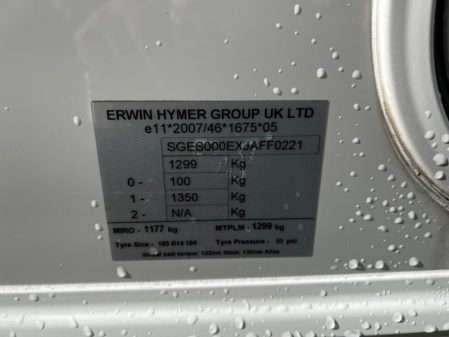 ERWIN HYMER GROUP UK LTD
e11*2007/46*1675*05
SGES000EXJAFF0221
1299 Kg
0- 100 Kg
1- 1350 Kg
2- N/A Kg
MIRO - 1177 kg MTPLM - 1299 kg
Tyre Size - 185 R14 104 Tyre Pressure - 53 psi
Wheel bolt torque: Steel, 130nm Alloy